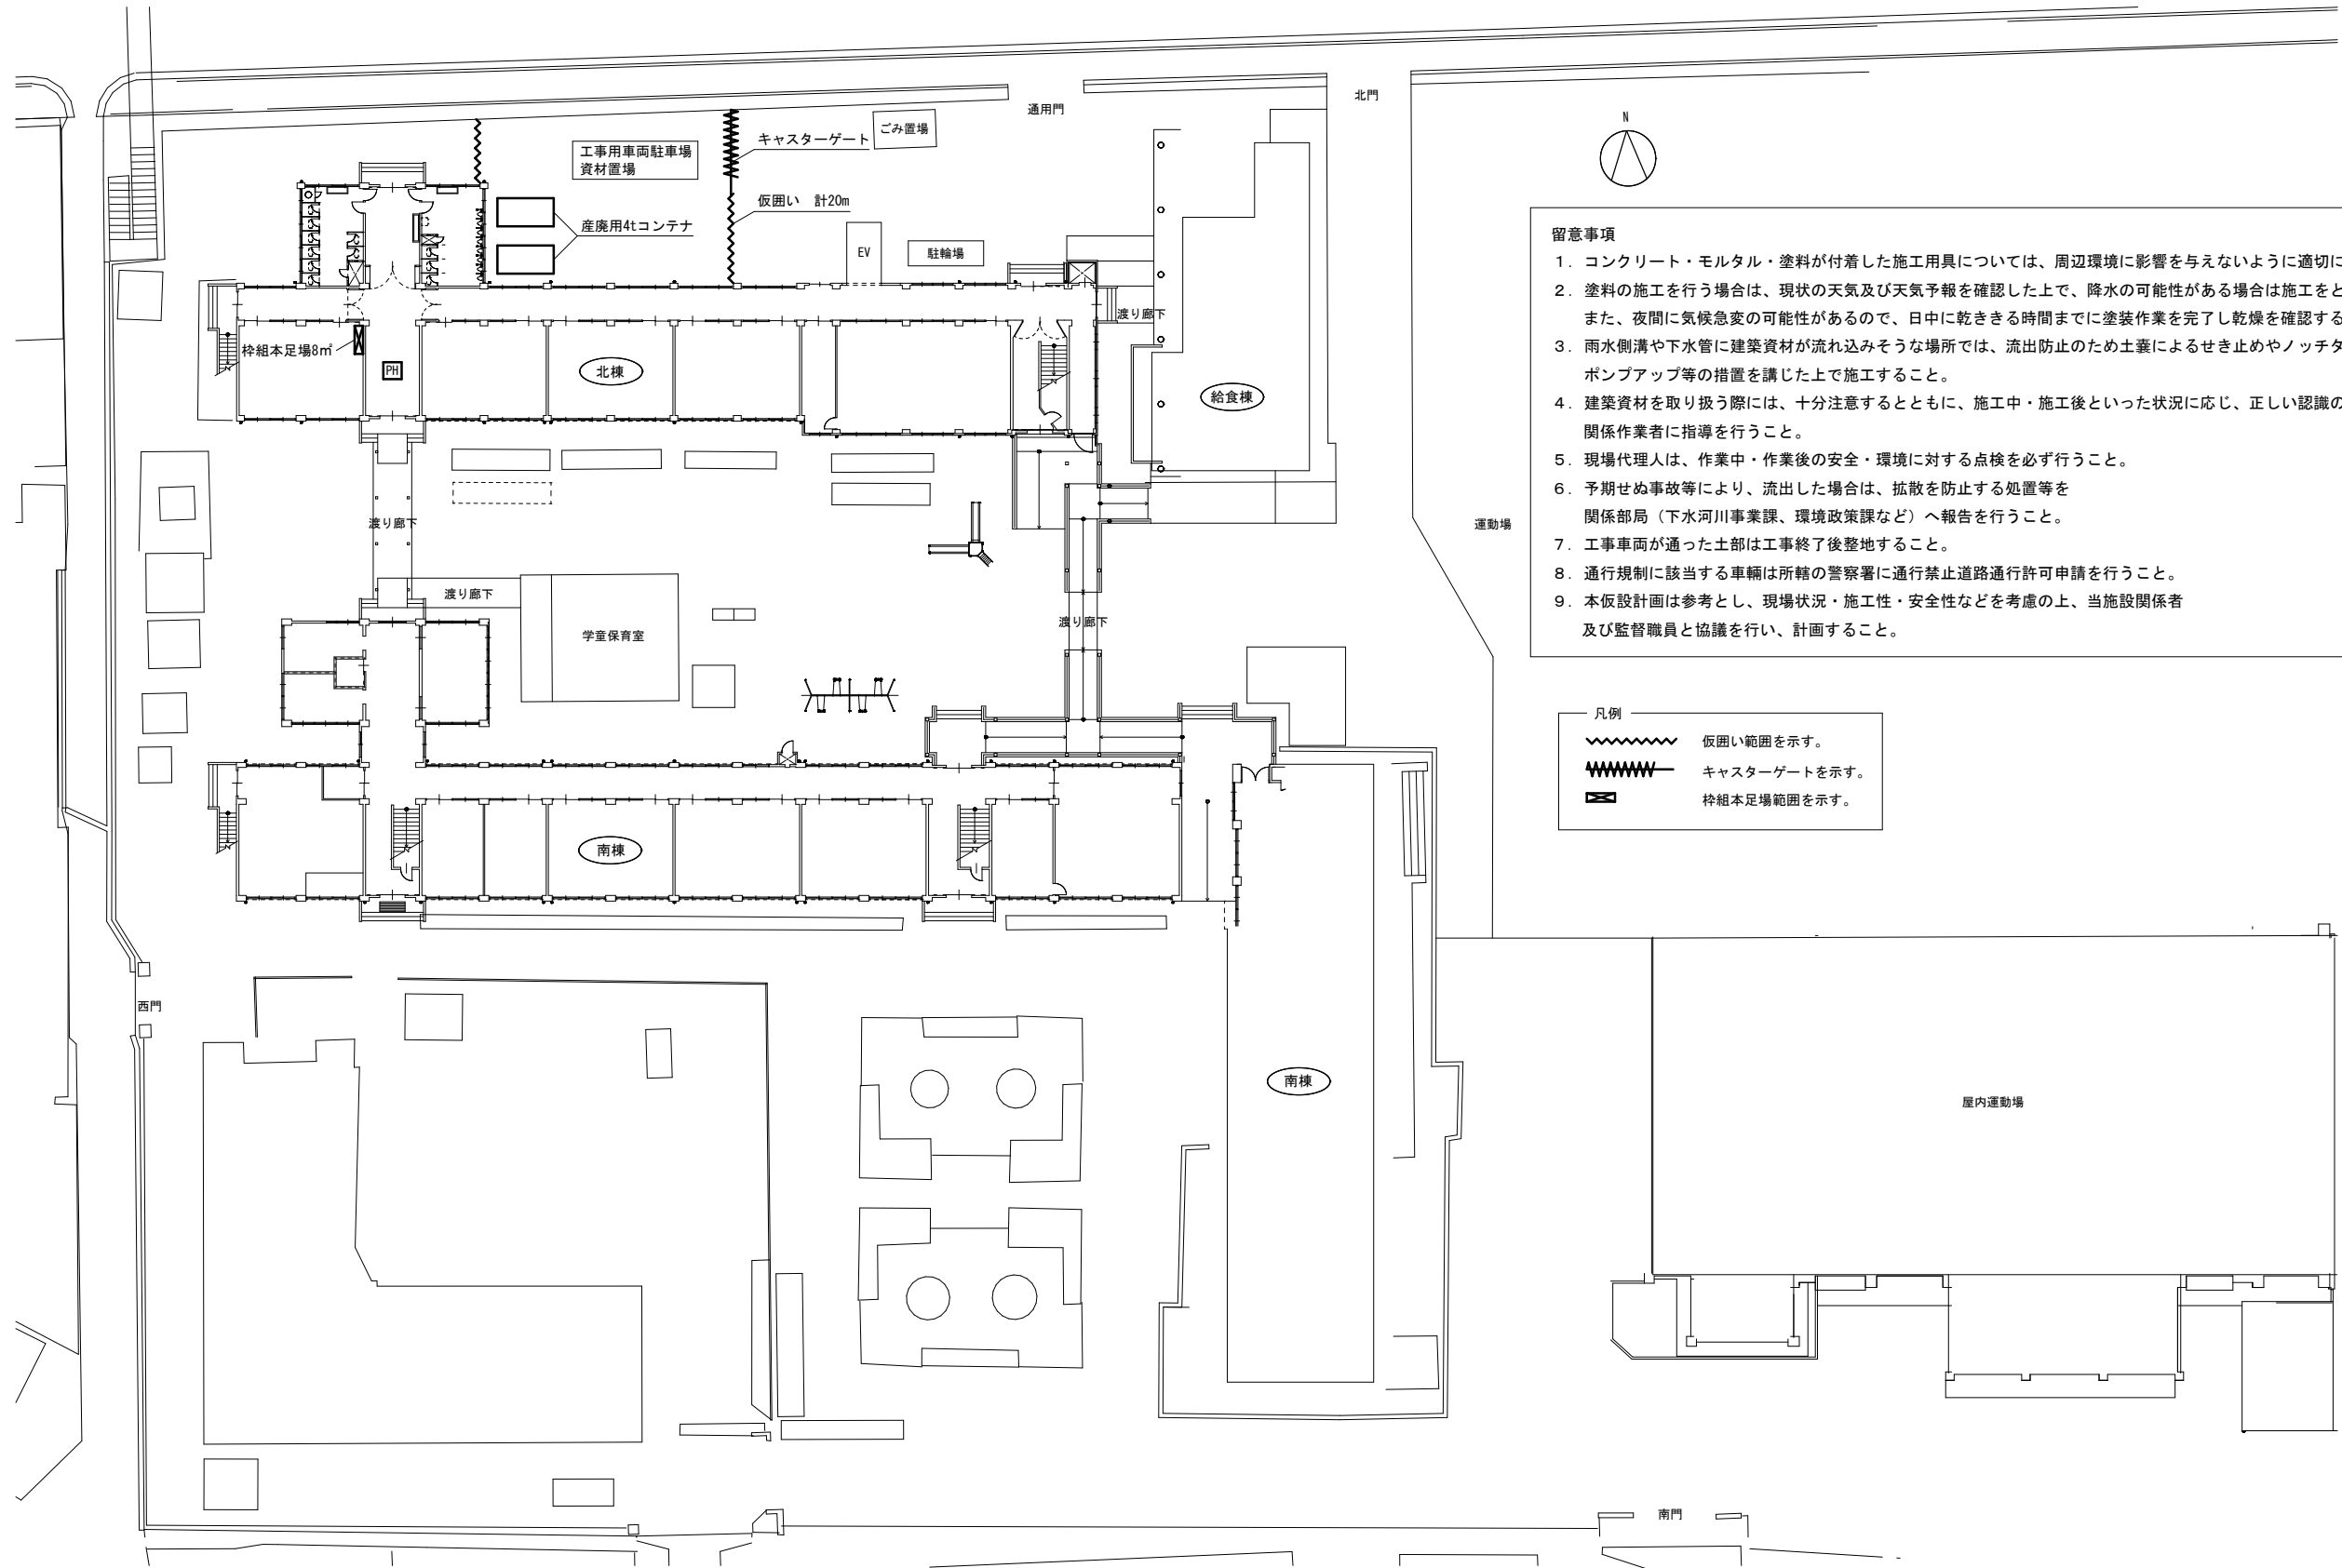 通用門
北門
N
ごみ置場
キャスターゲート
工事用車両駐車場
資材置場
仮囲い 計20m
産廃用4tコンテナ
EV
駐輪場
渡り廊下
枠組本足場8㎡
PH
北棟
給食棟
渡り廊下
運動場
渡り廊下
学童保育室
渡り廊下
南棟
西門
南棟
屋内運動場
南門
留意事項
1. コンクリート・モルタル・塗料が付着した施工用具については、周辺環境に影響を与えないように適切に
2. 塗料の施工を行う場合は、現状の天気及び天気予報を確認した上で、降水の可能性がある場合は施工をと
また、夜間に気候急変の可能性があるので、日中に乾ききる時間までに塗装作業を完了し乾燥を確認する
3. 雨水側溝や下水管に建築資材が流れ込みそうな場所では、流出防止のため土嚢によるせき止めやノッチタ
ポンプアップ等の措置を講じた上で施工すること。
4. 建築資材を取り扱う際には、十分注意するとともに、施工中・施工後といった状況に応じ、正しい認識の
関係作業者に指導を行うこと。
5. 現場代理人は、作業中・作業後の安全・環境に対する点検を必ず行うこと。
6. 予期せぬ事故等により、流出した場合は、拡散を防止する処置等を
関係部局（下水河川事業課、環境政策課など）へ報告を行うこと。
7. 工事車両が通った土部は工事終了後整地すること。
8. 通行規制に該当する車輛は所轄の警察署に通行禁止道路通行許可申請を行うこと。
9. 本仮設計画は参考とし、現場状況・施工性・安全性などを考慮の上、当施設関係者
及び監督職員と協議を行い、計画すること。
凡例
仮囲い範囲を示す。
キャスターゲートを示す。
枠組本足場範囲を示す。